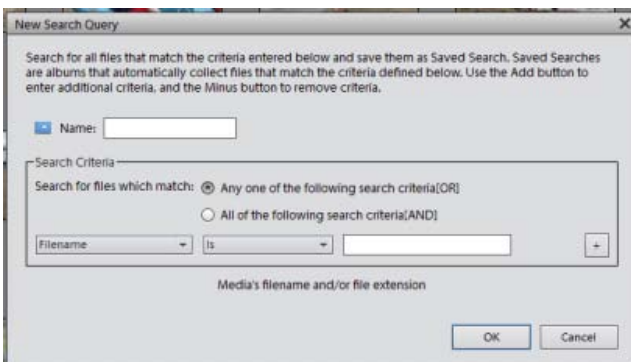 New Search Query
X
Search for all files that match the criteria entered below and save them as Saved Search. Saved Searches
are albums that automatically collect files that match the criteria defined below. Use the Add button to
enter additional criteria, and the Minus button to remove criteria.
Name:
Search Criteria
Search for files which match: Any one of the following search criteria[OR]
All of the following search criteria[AND]
Filename Is +
Media's filename and/or file extension
OK Cancel